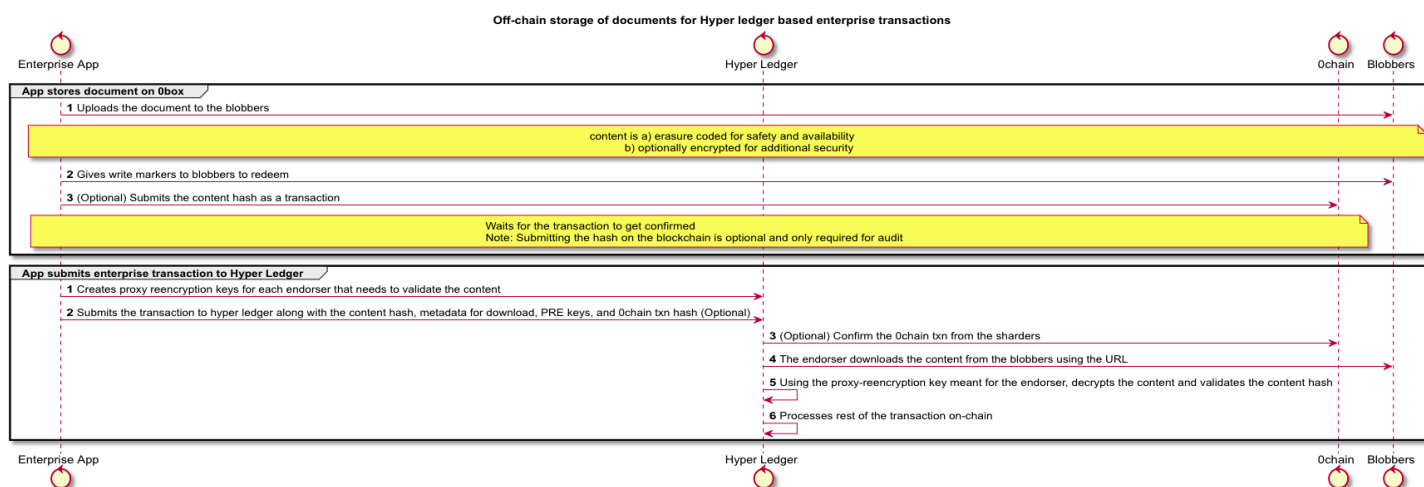 Off-chain storage of documents for Hyper ledger based enterprise transactions
Enterprise App Hyper Ledger 0chain Blobbers
App stores document on 0box
1 Uploads the document to the blobbers
content is a) erasure coded for safety and availability
b) optionally encrypted for additional security
2 Gives write markers to blobbers to redeem
3 (Optional) Submits the content hash as a transaction
Waits for the transaction to get confirmed
Note: Submitting the hash on the blockchain is optional and only required for audit
App submits enterprise transaction to Hyper Ledger
1 Creates proxy reencryption keys for each endorser that needs to validate the content
2 Submits the transaction to hyper ledger along with the content hash, metadata for download, PRE keys, and 0chain txn hash (Optional)
3 (Optional) Confirm the 0chain txn from the sharders
4 The endorser downloads the content from the blobbers using the URL
5 Using the proxy-reencryption key meant for the endorser, decrypts the content and validates the content hash
6 Processes rest of the transaction on-chain
Enterprise App Hyper Ledger 0chain Blobbers